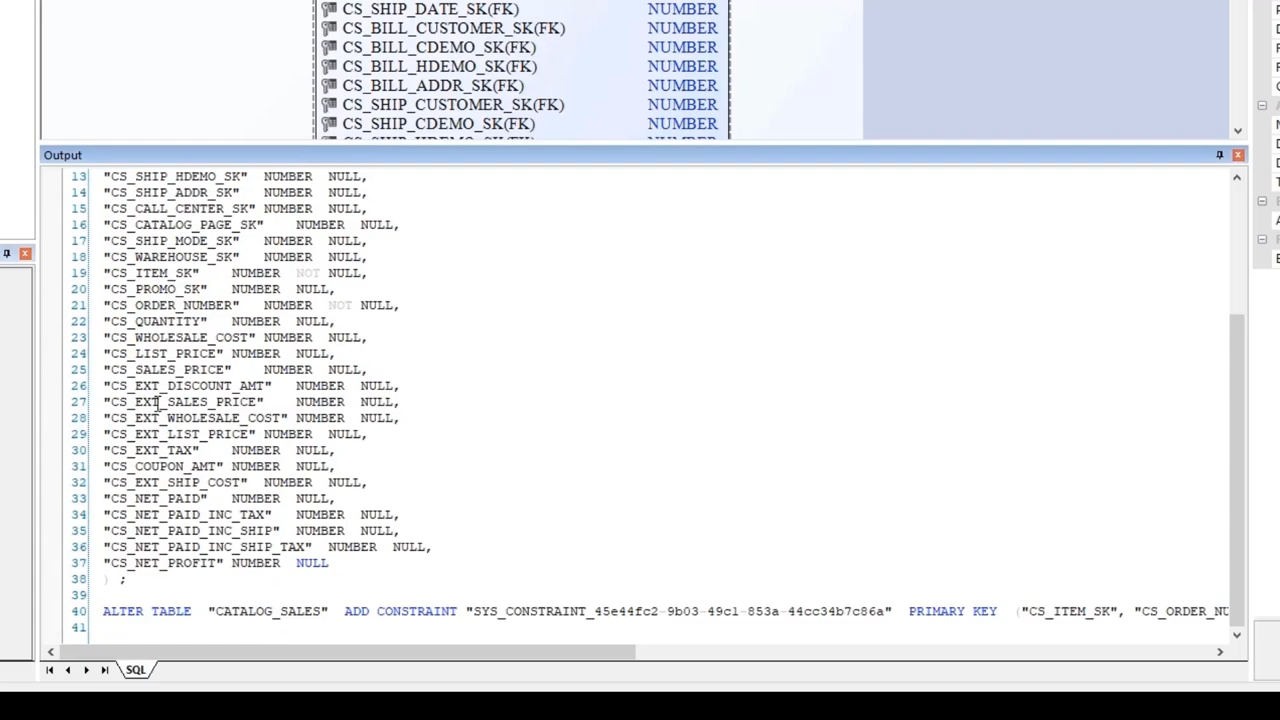 CS_SHIP_DATE_SK(FK) NUMBER
CS_BILL_CUSTOMER_SK(FK) NUMBER
CS_BILL_CDEMO_SK(FK) NUMBER
CS_BILL_HDEMO_SK(FK) NUMBER
CS_BILL_ADDR_SK(FK) NUMBER
CS_SHIP_CUSTOMER_SK(FK) NUMBER
CS_SHIP_CDEMO_SK(FK) NUMBER
Output
13 "CS_SHIP_HDEMO_SK" NUMBER NULL,
14 "CS_SHIP_ADDR_SK" NUMBER NULL,
15 "CS_CALL_CENTER_SK" NUMBER NULL,
16 "CS_CATALOG_PAGE_SK" NUMBER NULL,
17 "CS_SHIP_MODE_SK" NUMBER NULL,
18 "CS_WAREHOUSE_SK" NUMBER NULL,
19 "CS_ITEM_SK" NUMBER NOT NULL,
20 "CS_PROMO_SK" NUMBER NULL,
21 "CS_ORDER_NUMBER" NUMBER NOT NULL,
22 "CS_QUANTITY" NUMBER NULL,
23 "CS_WHOLESALE_COST" NUMBER NULL,
24 "CS_LIST_PRICE" NUMBER NULL,
25 "CS_SALES_PRICE" NUMBER NULL,
26 "CS_EXT_DISCOUNT_AMT" NUMBER NULL,
27 "CS_EXT_SALES_PRICE" NUMBER NULL,
28 "CS_EXT_WHOLESALE_COST" NUMBER NULL,
29 "CS_EXT_LIST_PRICE" NUMBER NULL,
30 "CS_EXT_TAX" NUMBER NULL,
31 "CS_COUPON_AMT" NUMBER NULL,
32 "CS_EXT_SHIP_COST" NUMBER NULL,
33 "CS_NET_PAID" NUMBER NULL,
34 "CS_NET_PAID_INC_TAX" NUMBER NULL,
35 "CS_NET_PAID_INC_SHIP" NUMBER NULL,
36 "CS_NET_PAID_INC_SHIP_TAX" NUMBER NULL,
37 "CS_NET_PROFIT" NUMBER NULL
38 ) ;
39
40 ALTER TABLE "CATALOG_SALES" ADD CONSTRAINT "SYS_CONSTRAINT_45e44fc2-9b03-49c1-853a-44cc34b7c86a" PRIMARY KEY ("CS_ITEM_SK", "CS_ORDER_NU
41
SQL